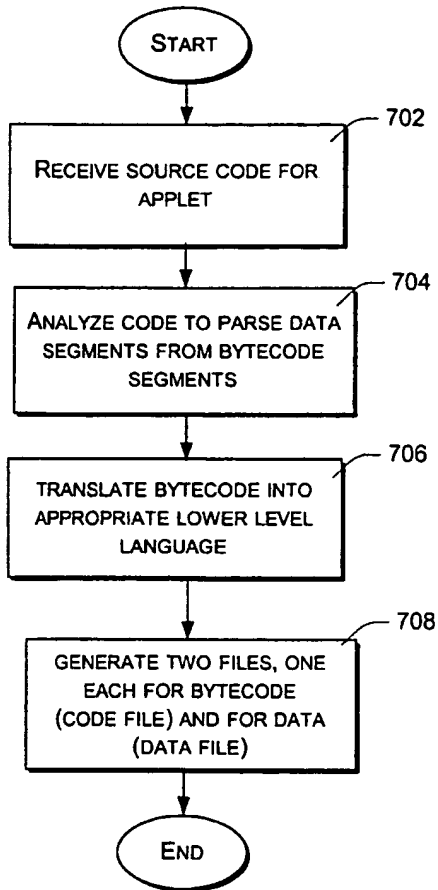 START
702
RECEIVE SOURCE CODE FOR
APPLET
704
ANALYZE CODE TO PARSE DATA
SEGMENTS FROM BYTECODE
SEGMENTS
706
TRANSLATE BYTECODE INTO
APPROPRIATE LOWER LEVEL
LANGUAGE
708
GENERATE TWO FILES, ONE
EACH FOR BYTECODE
(CODE FILE) AND FOR DATA
(DATA FILE)
END